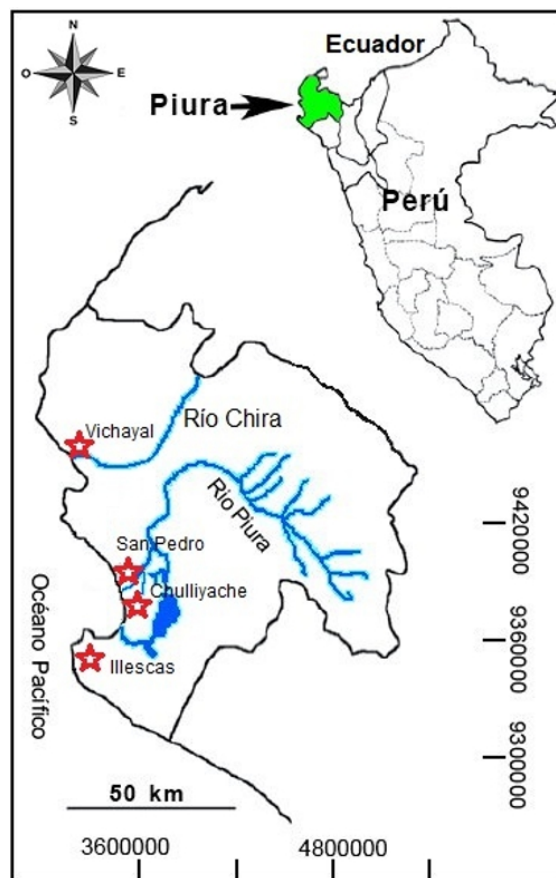 N
O
E
S
Ecuador
Piura
Perú
Río Chira
Vichayal
Río Piura
San Pedro
Chulliyache
Océano Pacífico
Illescas
9420000
9360000
9300000
50 km
3600000
4800000